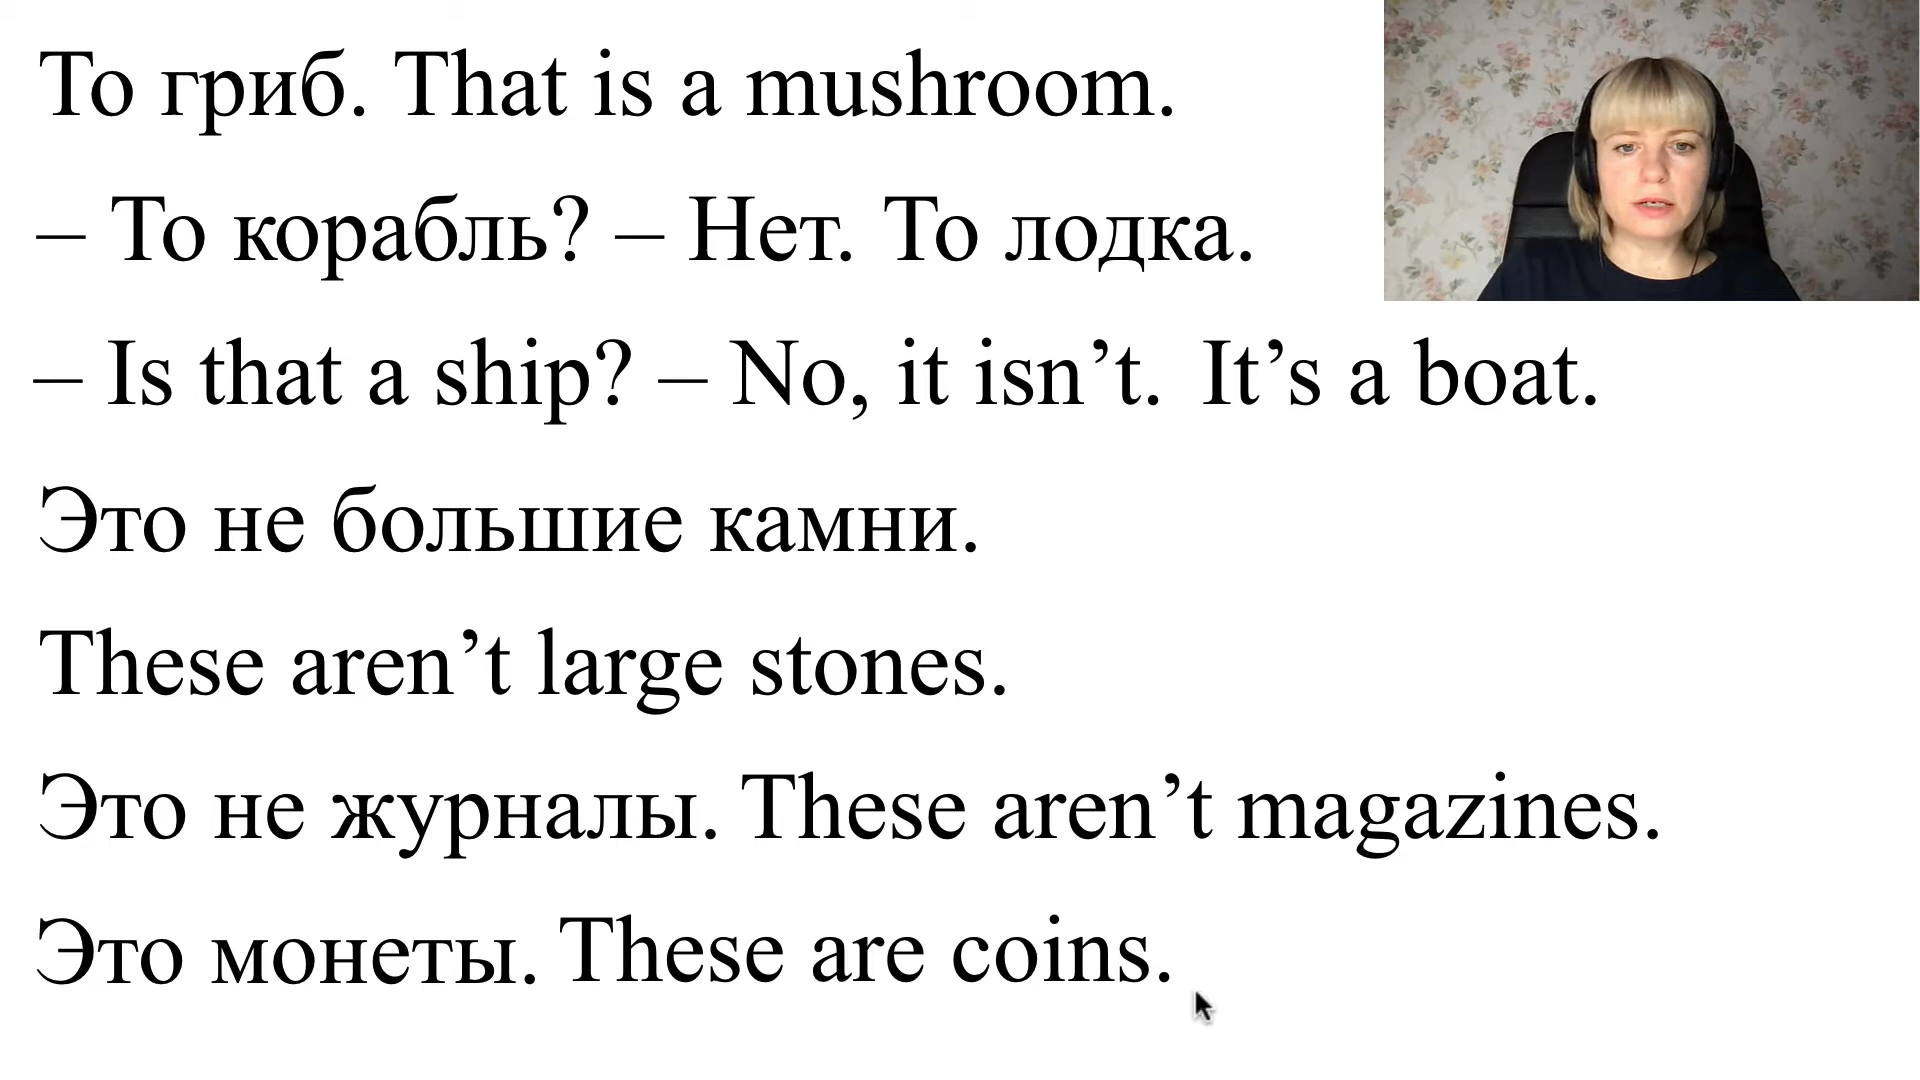 То гриб. That is a mushroom.
– То корабль? – Нет. То лодка.
– Is that a ship? – No, it isn’t. It’s a boat.
Это не большие камни.
These aren’t large stones.
Это не журналы. These aren’t magazines.
Это монеты. These are coins.